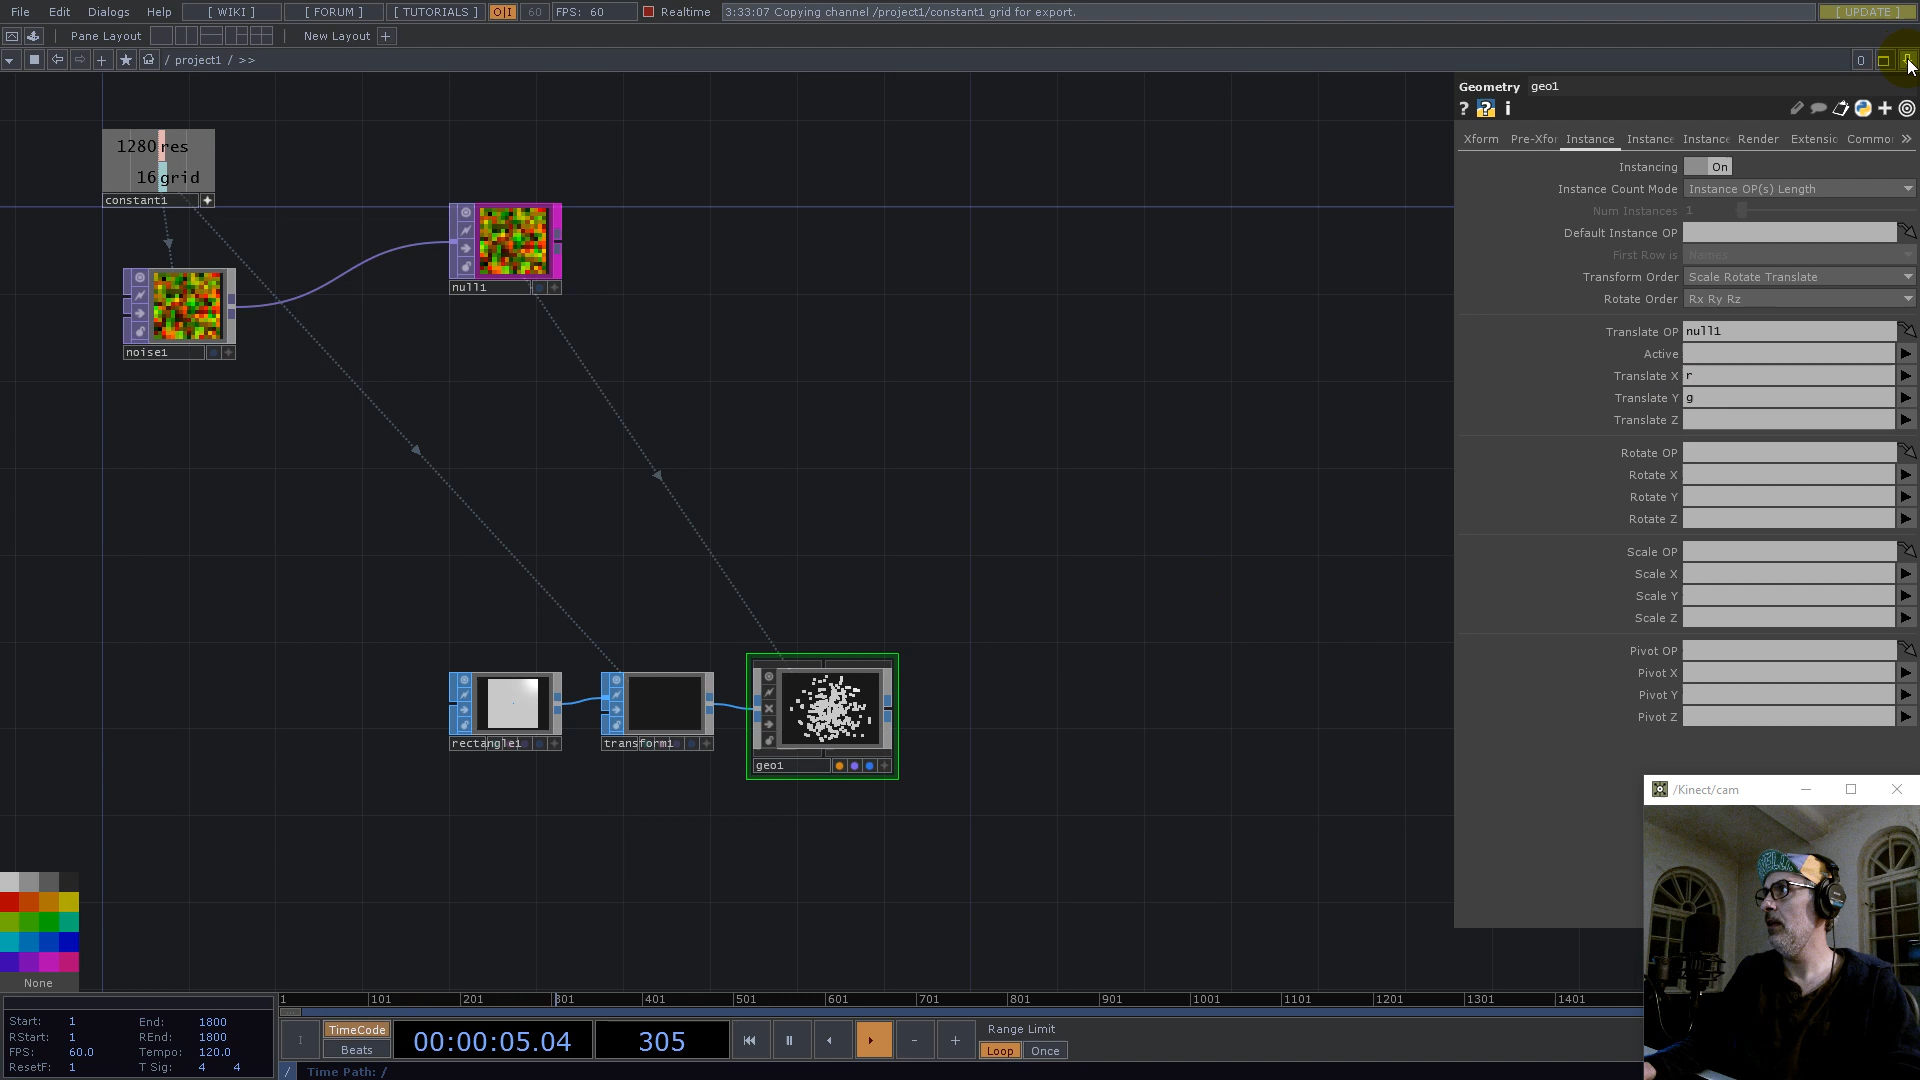 File Edit Dialogs Help [ WIKI ] [ FORUM ] [ TUTORIALS ] O|I 60 FPS: 60 Realtime 3:33:07 Copying channel /project1/constant1 grid for export. [ UPDATE ]
Pane Layout New Layout +
/ project1 / >> 0
Geometry geo1
? ? i
Xform Pre-Xfor Instance Instanc Instanc Render Extensio Commo »
1280 res
16 grid
constant1
null1
noise1
rectangle1
transform1
geo1
Instancing On
Instance Count Mode Instance OP(s) Length
Num Instances 1
Default Instance OP
First Row is Names
Transform Order Scale Rotate Translate
Rotate Order Rx Ry Rz
Translate OP null1
Active
Translate X r
Translate Y g
Translate Z
Rotate OP
Rotate X
Rotate Y
Rotate Z
Scale OP
Scale X
Scale Y
Scale Z
Pivot OP
Pivot X
Pivot Y
Pivot Z
/Kinect/cam
None
1 101 201 301 401 501 601 701 801 901 1001 1101 1201 1301 1401
Start: 1 End: 1800
RStart: 1 REnd: 1800
FPS: 60.0 Tempo: 120.0
ResetF: 1 T Sig: 4 4
TimeCode
Beats
00:00:05.04
305
Range Limit
Loop Once
/ Time Path: /